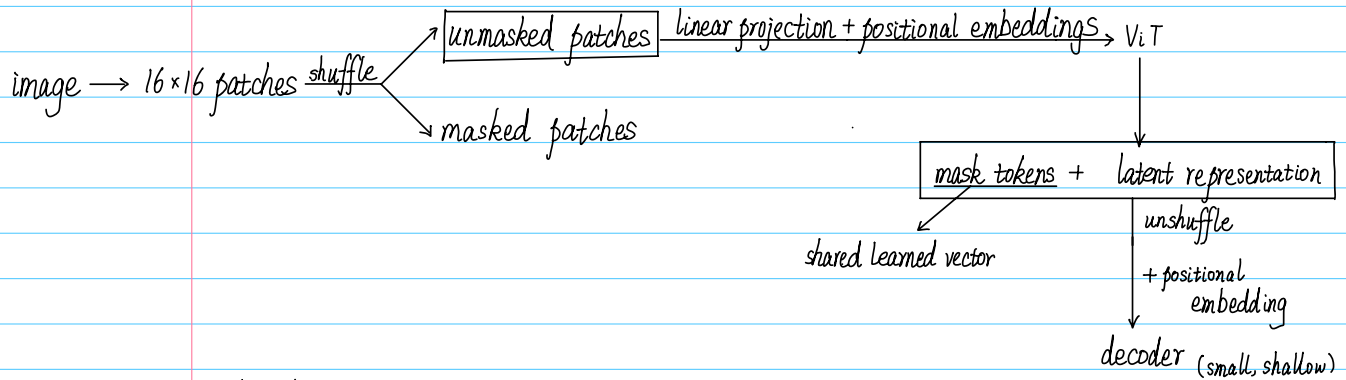 unmasked patches linear projection + positional embeddings ViT
image 16×16 patches shuffle
masked patches
mask tokens + latent representation
unshuffle
shared learned vector
+ positional
embedding
decoder (small, shallow)